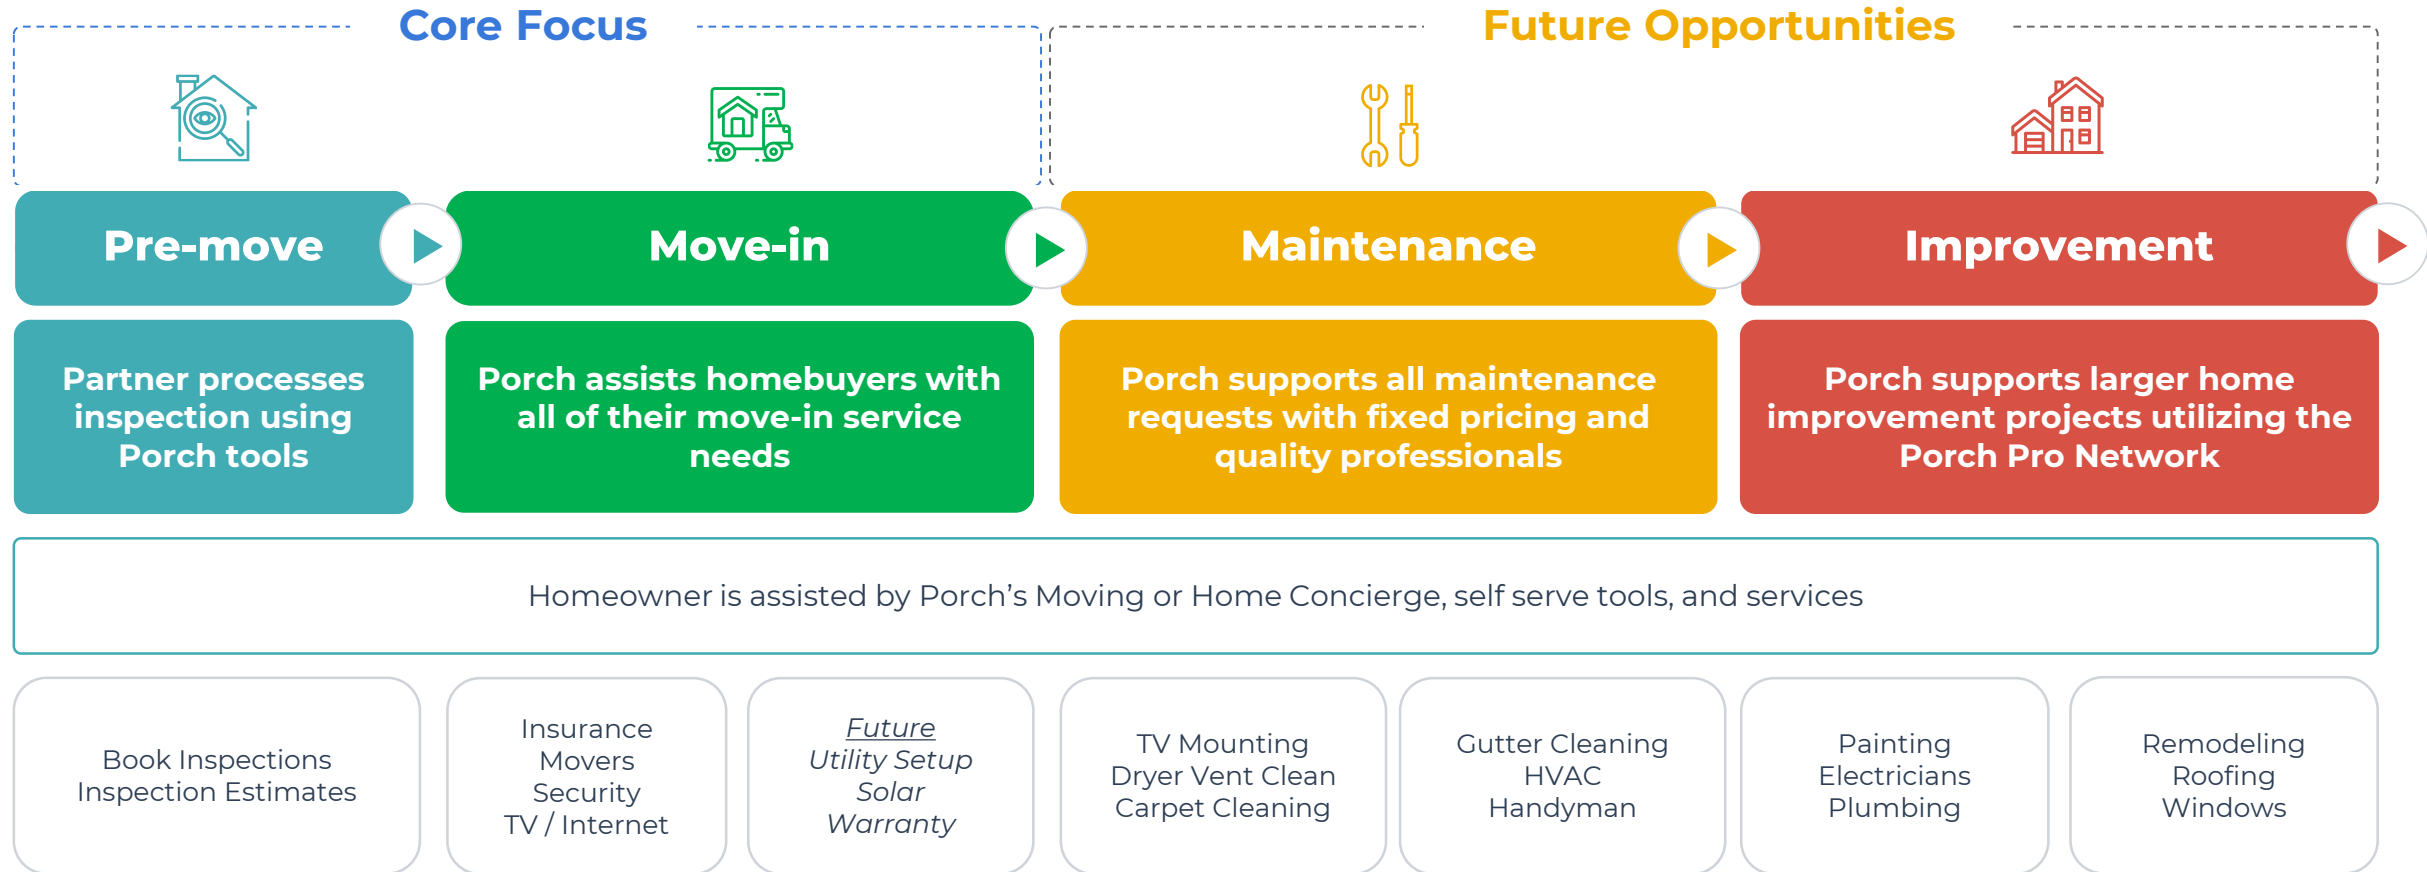 Core Focus
Future Opportunities
Pre-move
Move-in
Maintenance
Improvement
Partner processes
inspection using
Porch tools
Porch assists homebuyers with
all of their move-in service
needs
Porch supports all maintenance
requests with fixed pricing and
quality professionals
Porch supports larger home
improvement projects utilizing the
Porch Pro Network
Homeowner is assisted by Porch’s Moving or Home Concierge, self serve tools, and services
Book Inspections
Inspection Estimates
Insurance
Movers
Security
TV / Internet
Future
Utility Setup
Solar
Warranty
TV Mounting
Dryer Vent Clean
Carpet Cleaning
Gutter Cleaning
HVAC
Handyman
Painting
Electricians
Plumbing
Remodeling
Roofing
Windows